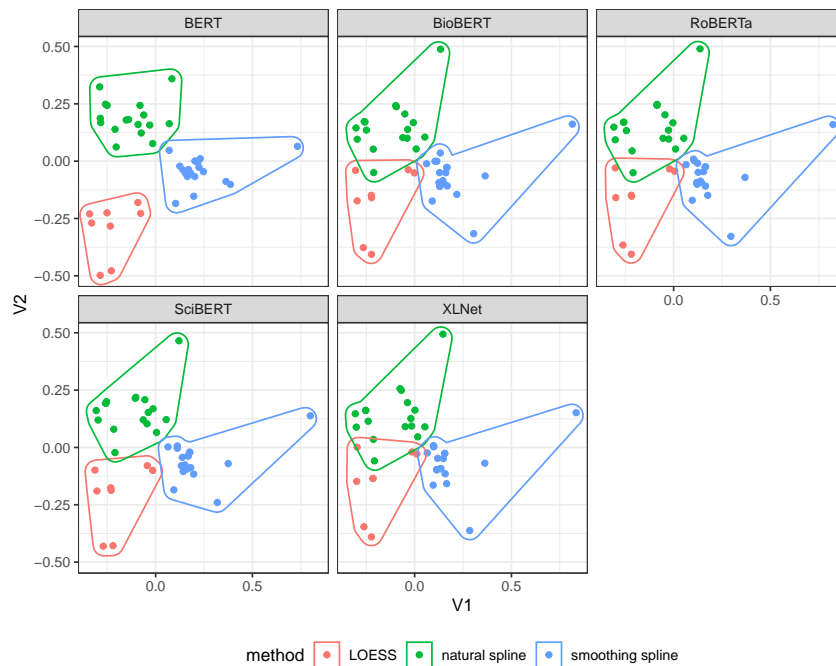 BERT BioBERT RoBERTa
0.50
0.25
0.00
−0.25
−0.50
V2
SciBERT XLNet
0.0 0.5
0.50
0.25
0.00
−0.25
−0.50
0.0 0.5 0.0 0.5
V1
method LOESS natural spline smoothing spline